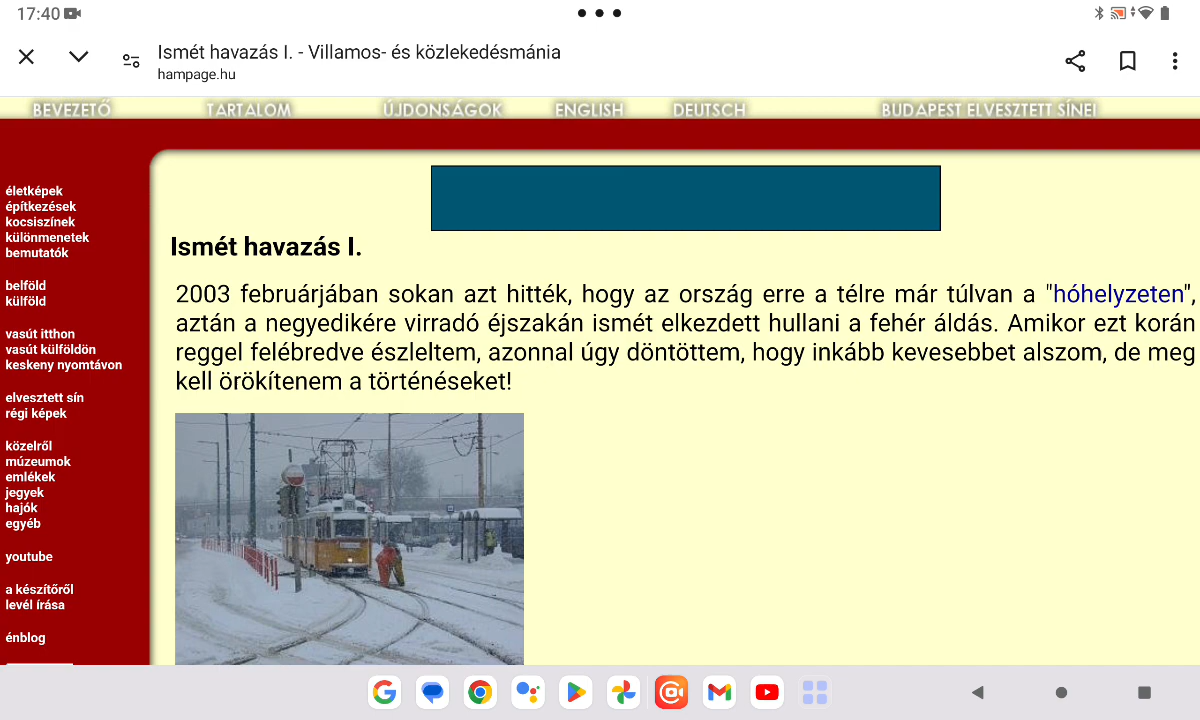 17:40
Ismét havazás I. - Villamos- és közlekedésmánia
hampage.hu
BEVEZETŐ TARTALOM ÚJDONSÁGOK ENGLISH DEUTSCH BUDAPEST ELVESZTETT SÍNEI
életképek
építkezések
kocsiszínek
különmenetek
bemutatók
belföld
külföld
vasút itthon
vasút külföldön
keskeny nyomtávon
elvesztett sín
régi képek
közelről
múzeumok
emlékek
jegyek
hajók
egyéb
youtube
a készítőről
levél írása
énblog
Ismét havazás I.
2003 februárjában sokan azt hitték, hogy az ország erre a télre már túlvan a "hóhelyzeten",
aztán a negyedikére virradó éjszakán ismét elkezdett hullani a fehér áldás. Amikor ezt korán
reggel felébredve észleltem, azonnal úgy döntöttem, hogy inkább kevesebbet alszom, de meg
kell örökítenem a történéseket!